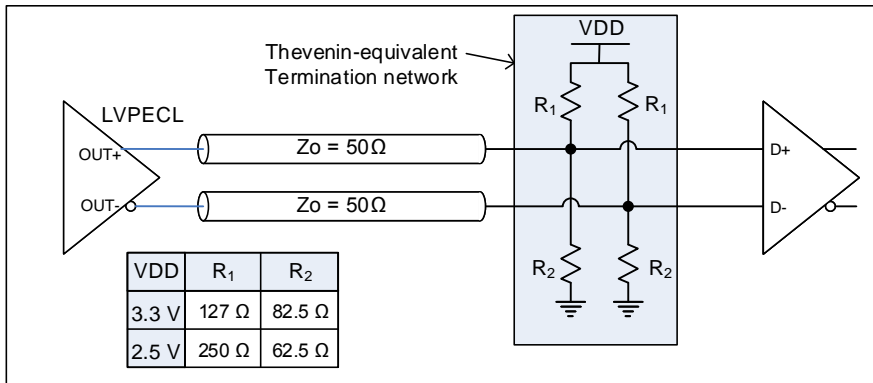 VDD
Thevenin-equivalent
Termination network
R1 R1
LVPECL
OUT+
Zo = 50Ω
D+
OUT-
Zo = 50Ω
D-
R2 R2
VDD R1 R2
3.3 V 127 Ω 82.5 Ω
2.5 V 250 Ω 62.5 Ω